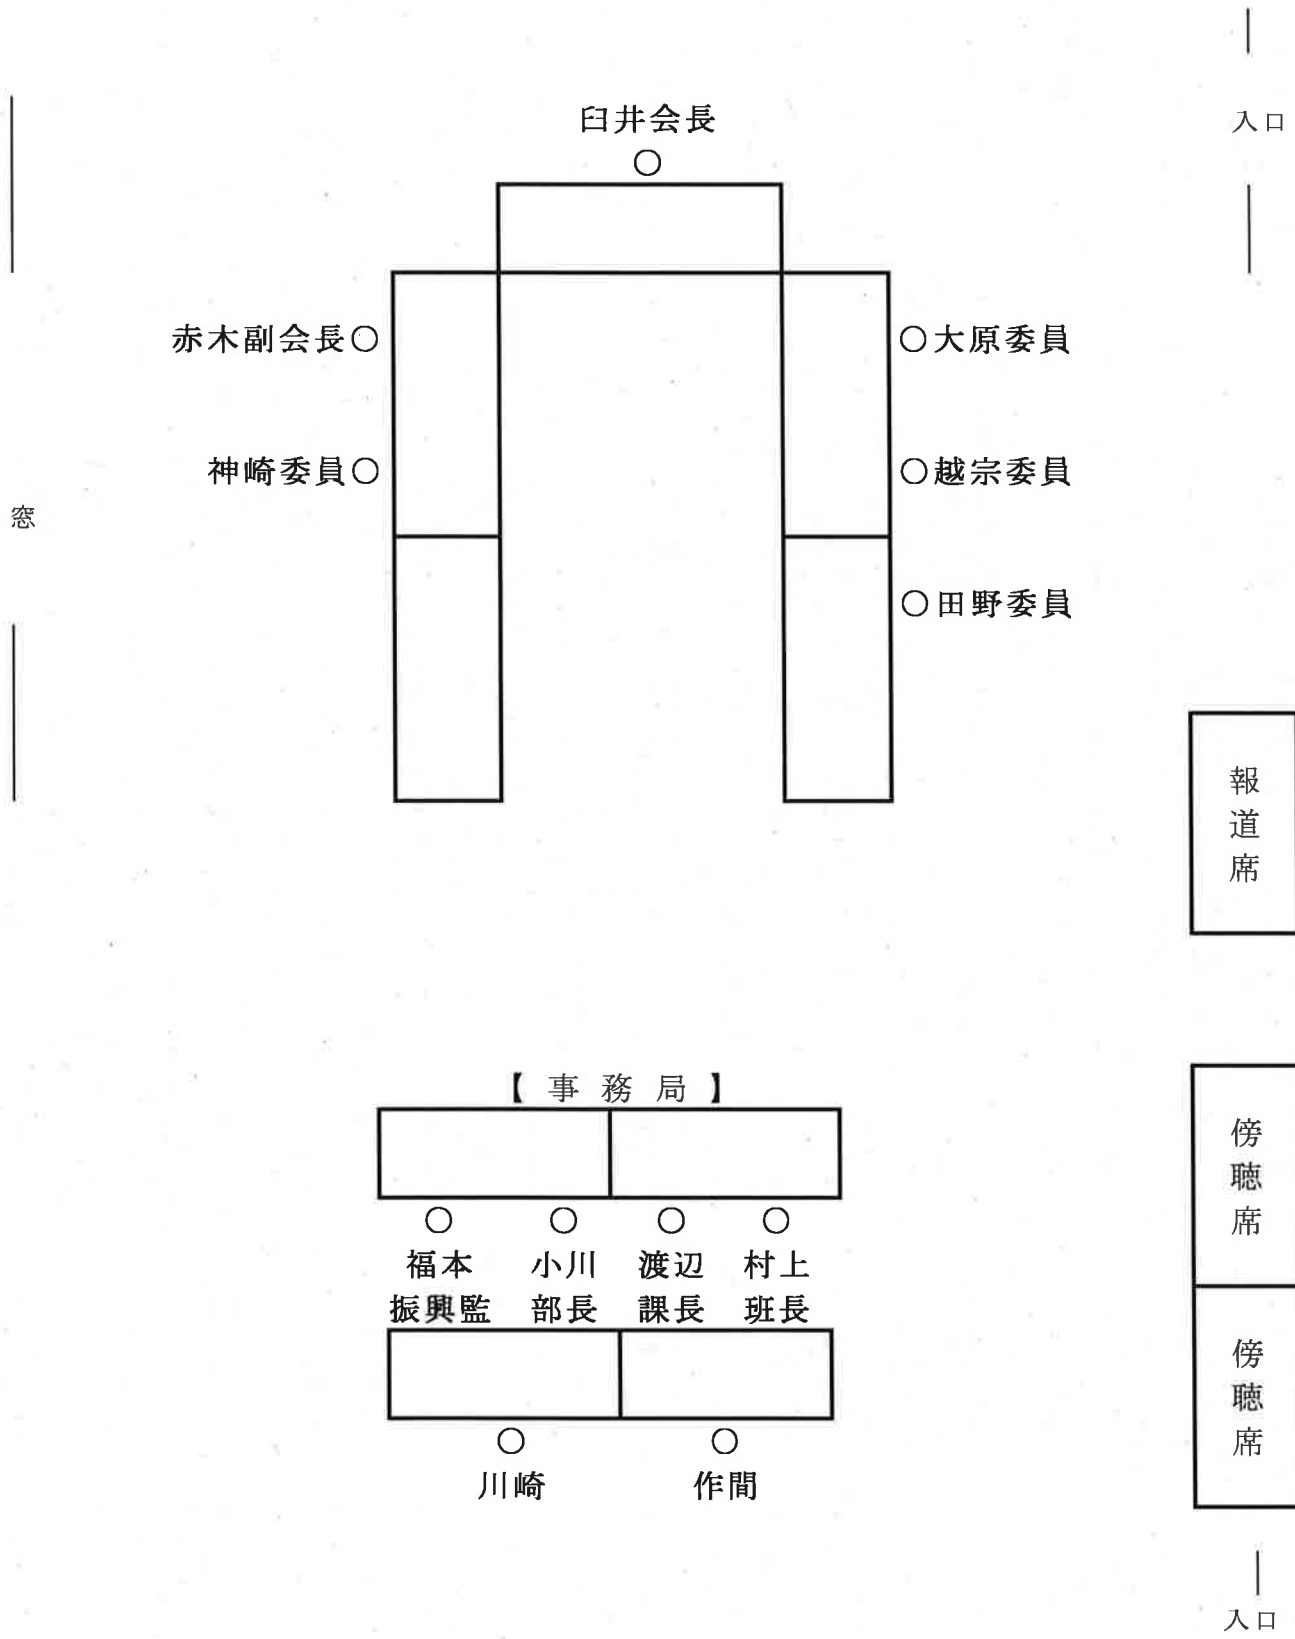 入口
臼井会長
○
赤木副会長○
○大原委員
神崎委員○
○越宗委員
窓
○田野委員
報道席
【事務局】
○ ○ ○ ○
福本 小川 渡辺 村上
振興監 部長 課長 班長
傍聴席
○ ○
川崎 作間
傍聴席
入口